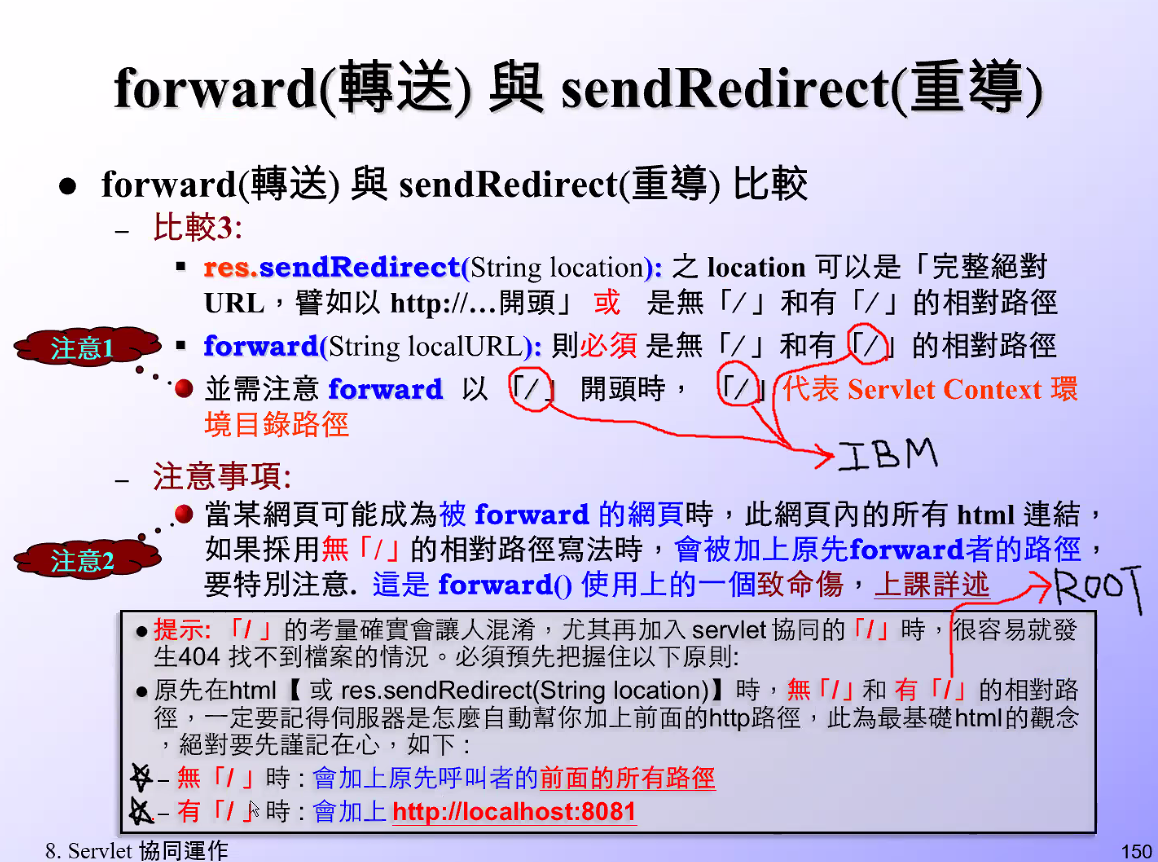 forward(轉送) 與 sendRedirect(重導)
● forward(轉送) 與 sendRedirect(重導) 比較
– 比較3:
▪ res.sendRedirect(String location): 之 location 可以是「完整絕對
URL，譬如以 http://…開頭」 或 是無「/ 」和有「/ 」的相對路徑
注意1
▪ forward(String localURL): 則必須 是無「/ 」和有「/ 」的相對路徑
並需注意 forward 以 「/ 」 開頭時， 「/ 」代表 Servlet Context 環
境目錄路徑
IBM
– 注意事項:
當某網頁可能成為被 forward 的網頁時，此網頁內的所有 html 連結，
注意2
如果採用無「/」的相對路徑寫法時，會被加上原先forward者的路徑，
要特別注意. 這是 forward() 使用上的一個致命傷，上課詳述
ROOT
●提示: 「/ 」的考量確實會讓人混淆，尤其再加入 servlet 協同的「/」時，很容易就發
生404 找不到檔案的情況。必須預先把握住以下原則:
●原先在html【 或 res.sendRedirect(String location)】時，無「/」和 有「/」 的相對路
徑，一定要記得伺服器是怎麼自動幫你加上前面的http路徑，此為最基礎html的觀念
，絕對要先謹記在心，如下 :
– 無「/ 」時 : 會加上原先呼叫者的前面的所有路徑
– 有「/ 」時 : 會加上 http://localhost:8081
8. Servlet 協同運作
150